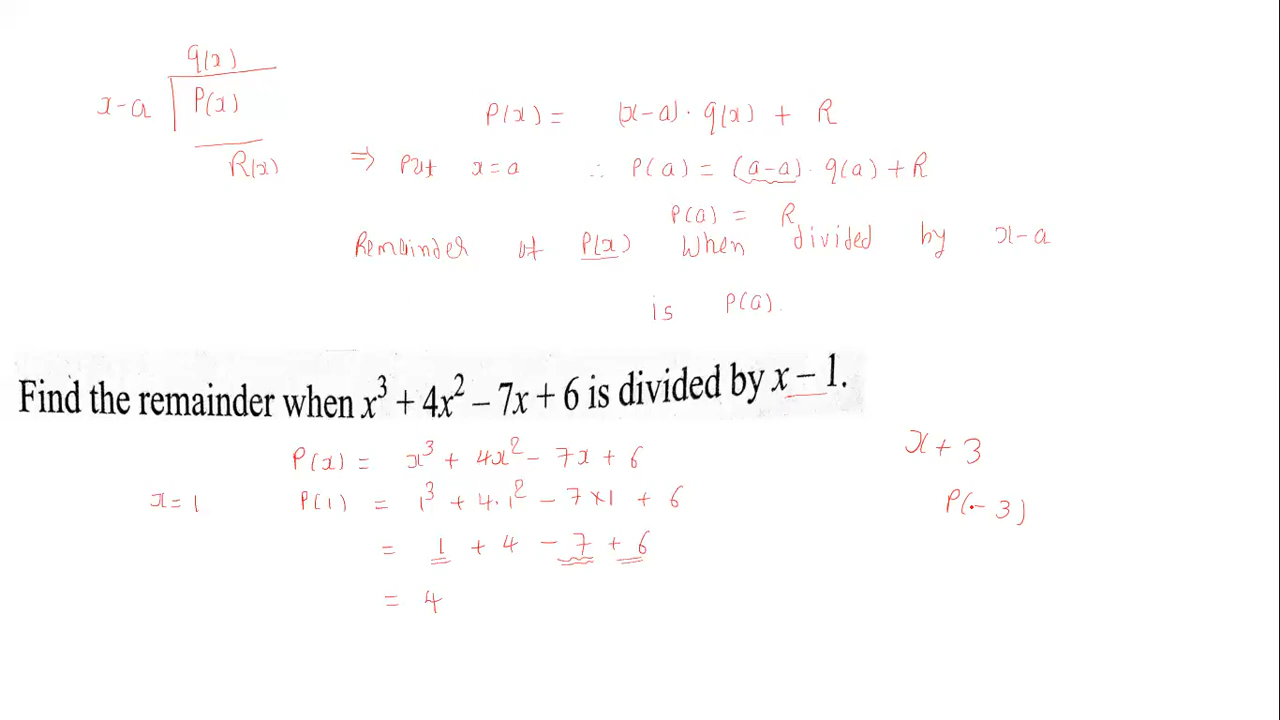 q(x)
x-a P(x)
R(x)
P(x) = (x-a) · q(x) + R
⇒ Put x=a ∴ P(a) = (a-a) · q(a) + R
P(a) = R
Remainder of P(x) when divided by x-a
is P(a).
Find the remainder when x³ + 4x² – 7x + 6 is divided by x – 1.
P(x) = x³ + 4x² - 7x + 6
x=1 P(1) = 1³ + 4.1² - 7×1 + 6
= 1 + 4 - 7 + 6
= 4
x + 3
P(-3)